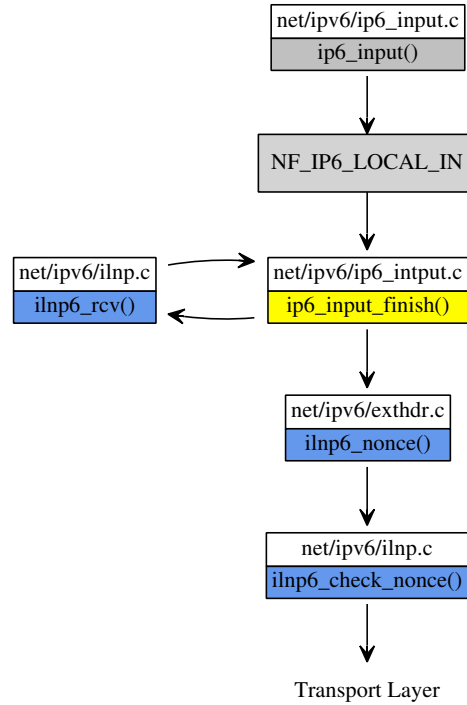 net/ipv6/ip6_input.c
ip6_input()
NF_IP6_LOCAL_IN
net/ipv6/ilnp.c
ilnp6_rcv()
net/ipv6/ip6_intput.c
ip6_input_finish()
net/ipv6/exthdr.c
ilnp6_nonce()
net/ipv6/ilnp.c
ilnp6_check_nonce()
Transport Layer